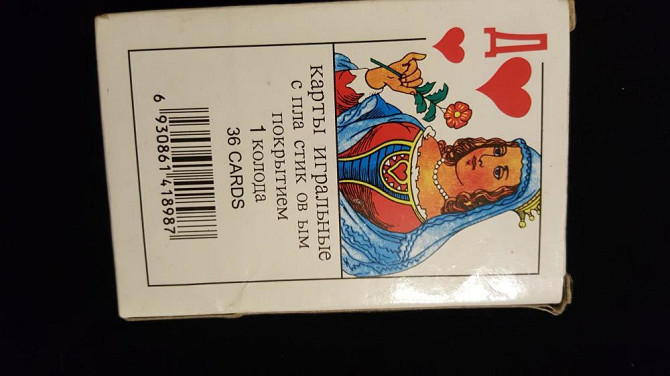 Д
карты игральные
с пла стик ов ым
покрытием
1 колода
36 CARDS
6 930861 418987